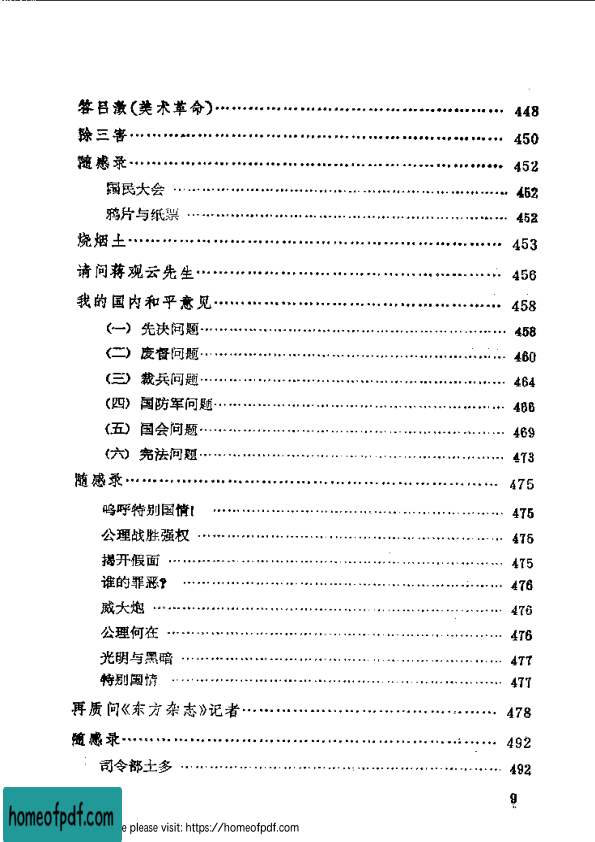 答吕澂(美术革命)…………………… 448
除三害…………………… 450
随感录…………………… 452
国民大会 …………………… 452
鸦片与纸票 …………………… 452
烧烟土…………………… 453
请问蒋观云先生…………………… 456
我的国内和平意见…………………… 458
(一) 先决问题…………………… 458
(二) 废督问题…………………… 460
(三) 裁兵问题…………………… 464
(四) 国防军问题…………………… 466
(五) 国会问题…………………… 469
(六) 宪法问题…………………… 473
随感录…………………… 475
呜呼特别国情! …………………… 475
公理战胜强权 …………………… 475
揭开假面 …………………… 475
谁的罪恶? …………………… 476
威大炮 …………………… 476
公理何在 …………………… 476
光明与黑暗 …………………… 477
特别国情 …………………… 477
再质问《东方杂志》记者…………………… 478
随感录…………………… 492
司令部土多 …………………… 492
9
homeofpdf.com
e please visit: https://homeofpdf.com